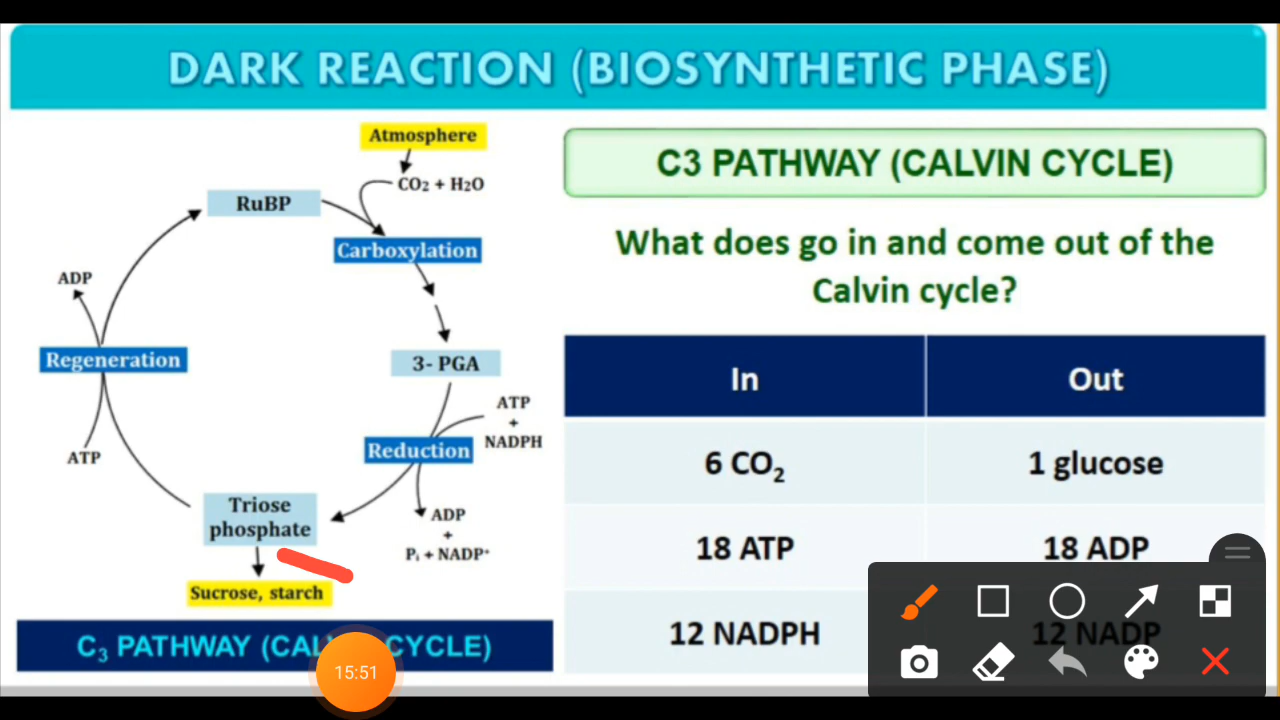 DARK REACTION (BIOSYNTHETIC PHASE)
Atmosphere
CO₂ + H₂O
RuBP
Carboxylation
ADP
Regeneration
ATP
3- PGA
ATP
+
NADPH
Reduction
Triose
phosphate
ADP
+
Pᵢ + NADP⁺
Sucrose, starch
C₃ PATHWAY (CAL CYCLE)
15:51
C3 PATHWAY (CALVIN CYCLE)
What does go in and come out of the
Calvin cycle?
In Out
6 CO₂ 1 glucose
18 ATP 18 ADP
12 NADPH 12 NADP